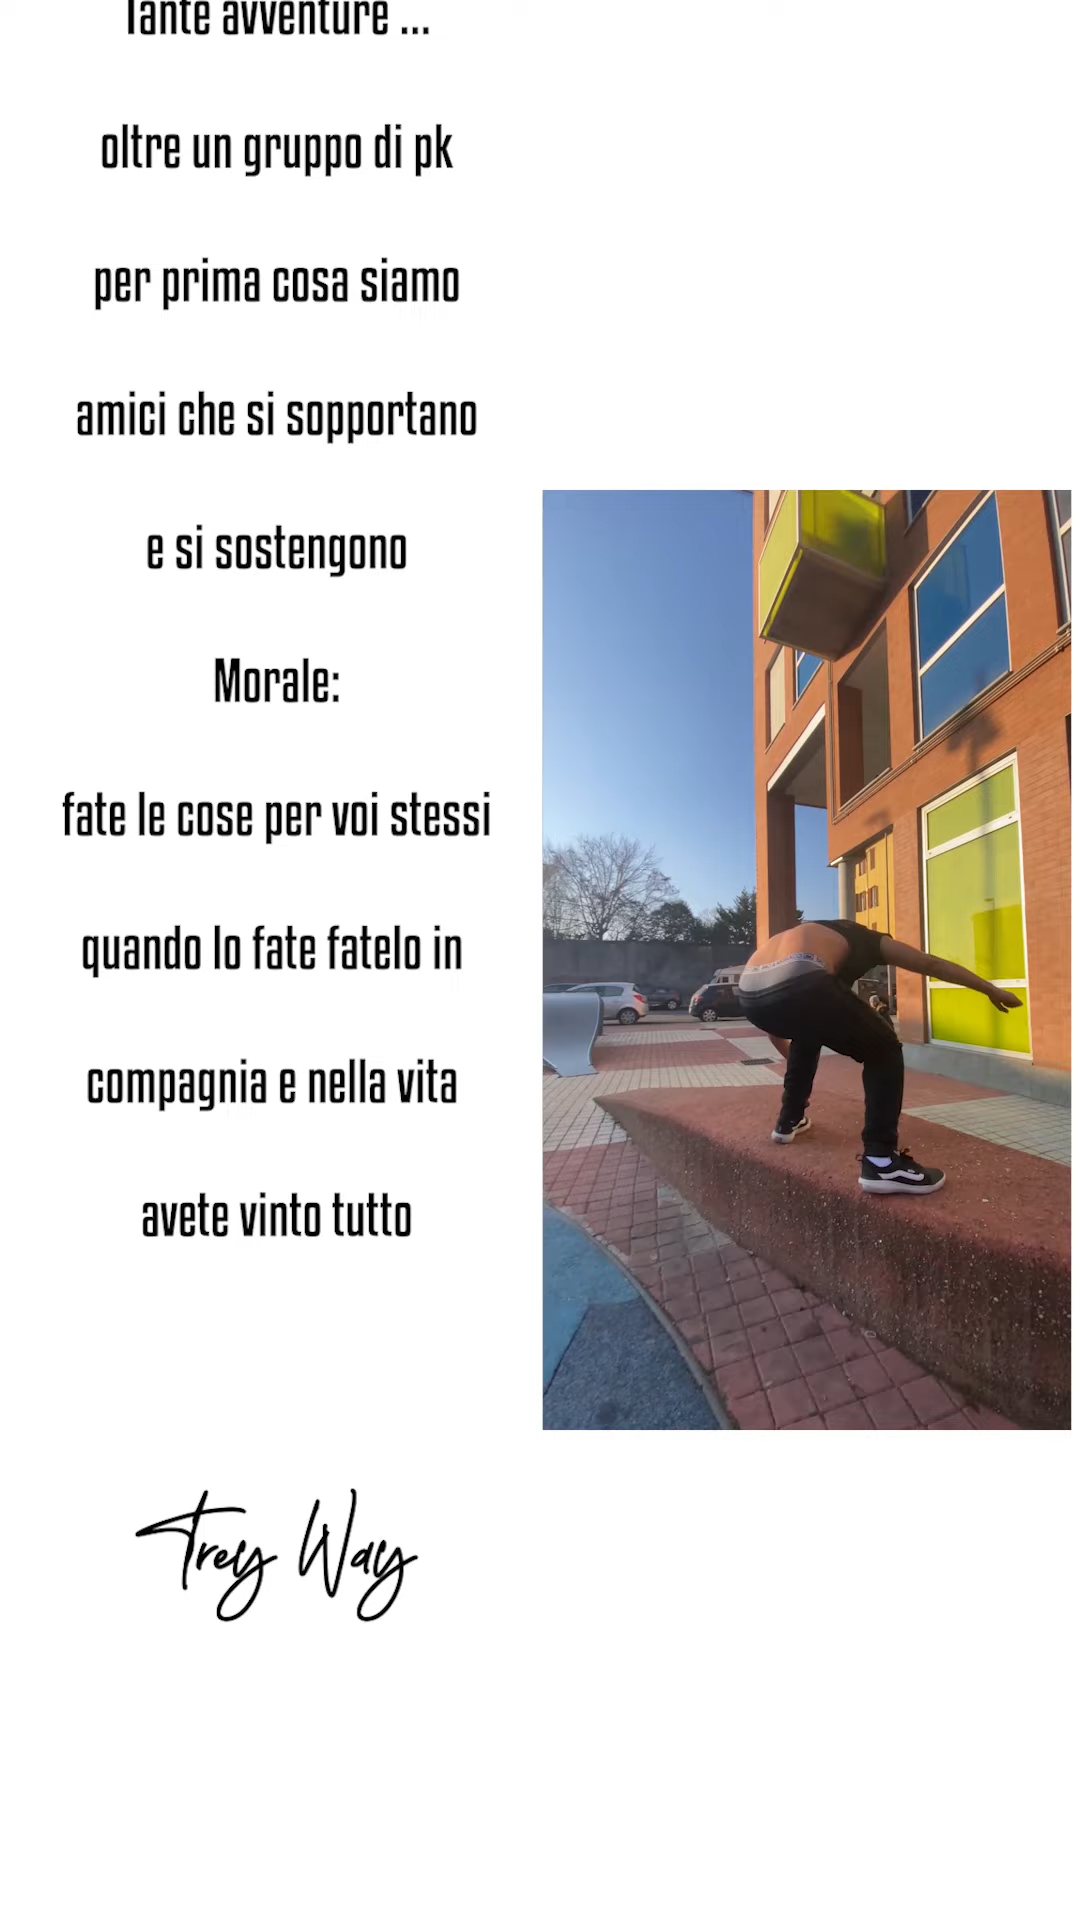 Tante avventure ...
oltre un gruppo di pk
per prima cosa siamo
amici che si sopportano
e si sostengono
Morale:
fate le cose per voi stessi
quando lo fate fatelo in
compagnia e nella vita
avete vinto tutto
Trey Way